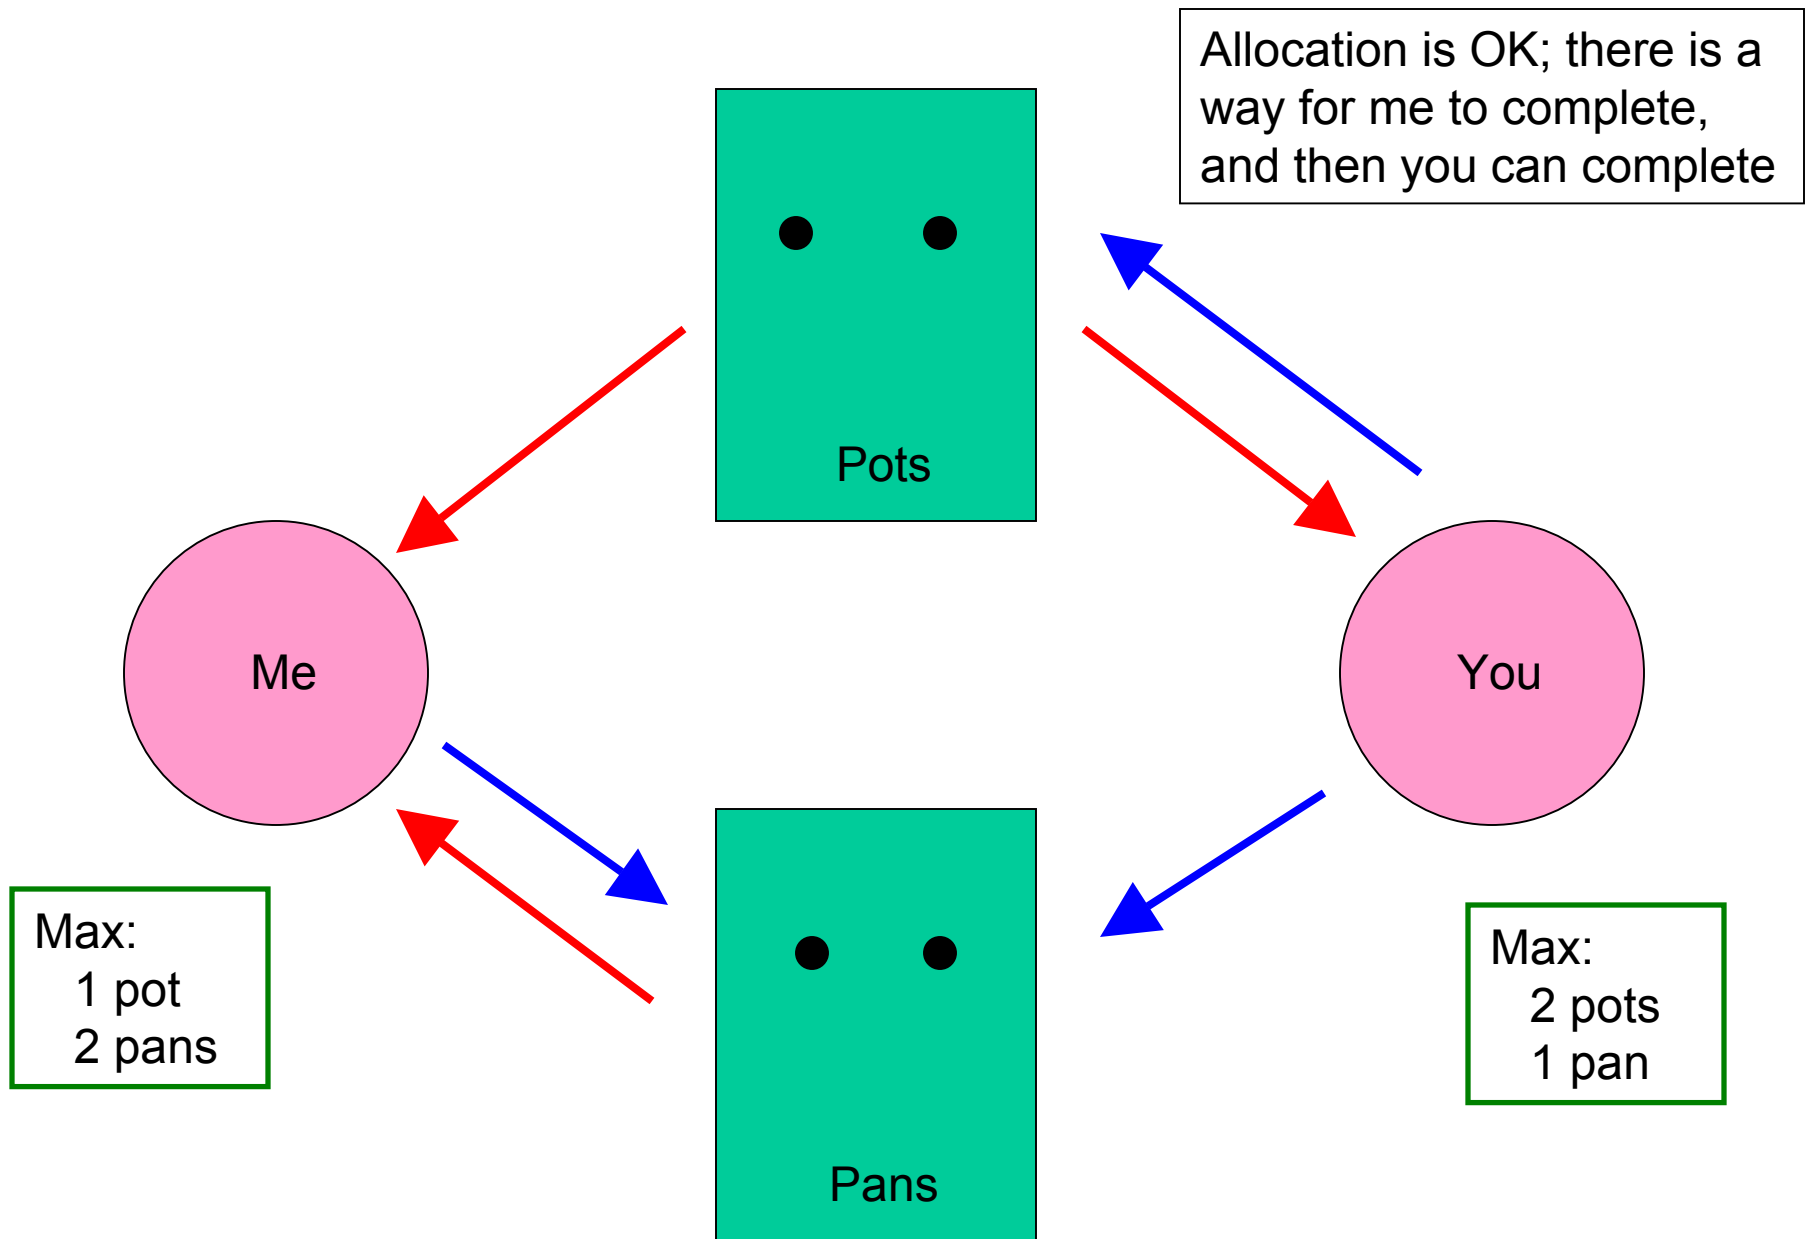 Allocation is OK; there is a
way for me to complete,
and then you can complete
Pots
Me
You
Max:
1 pot
2 pans
Max:
2 pots
1 pan
Pans